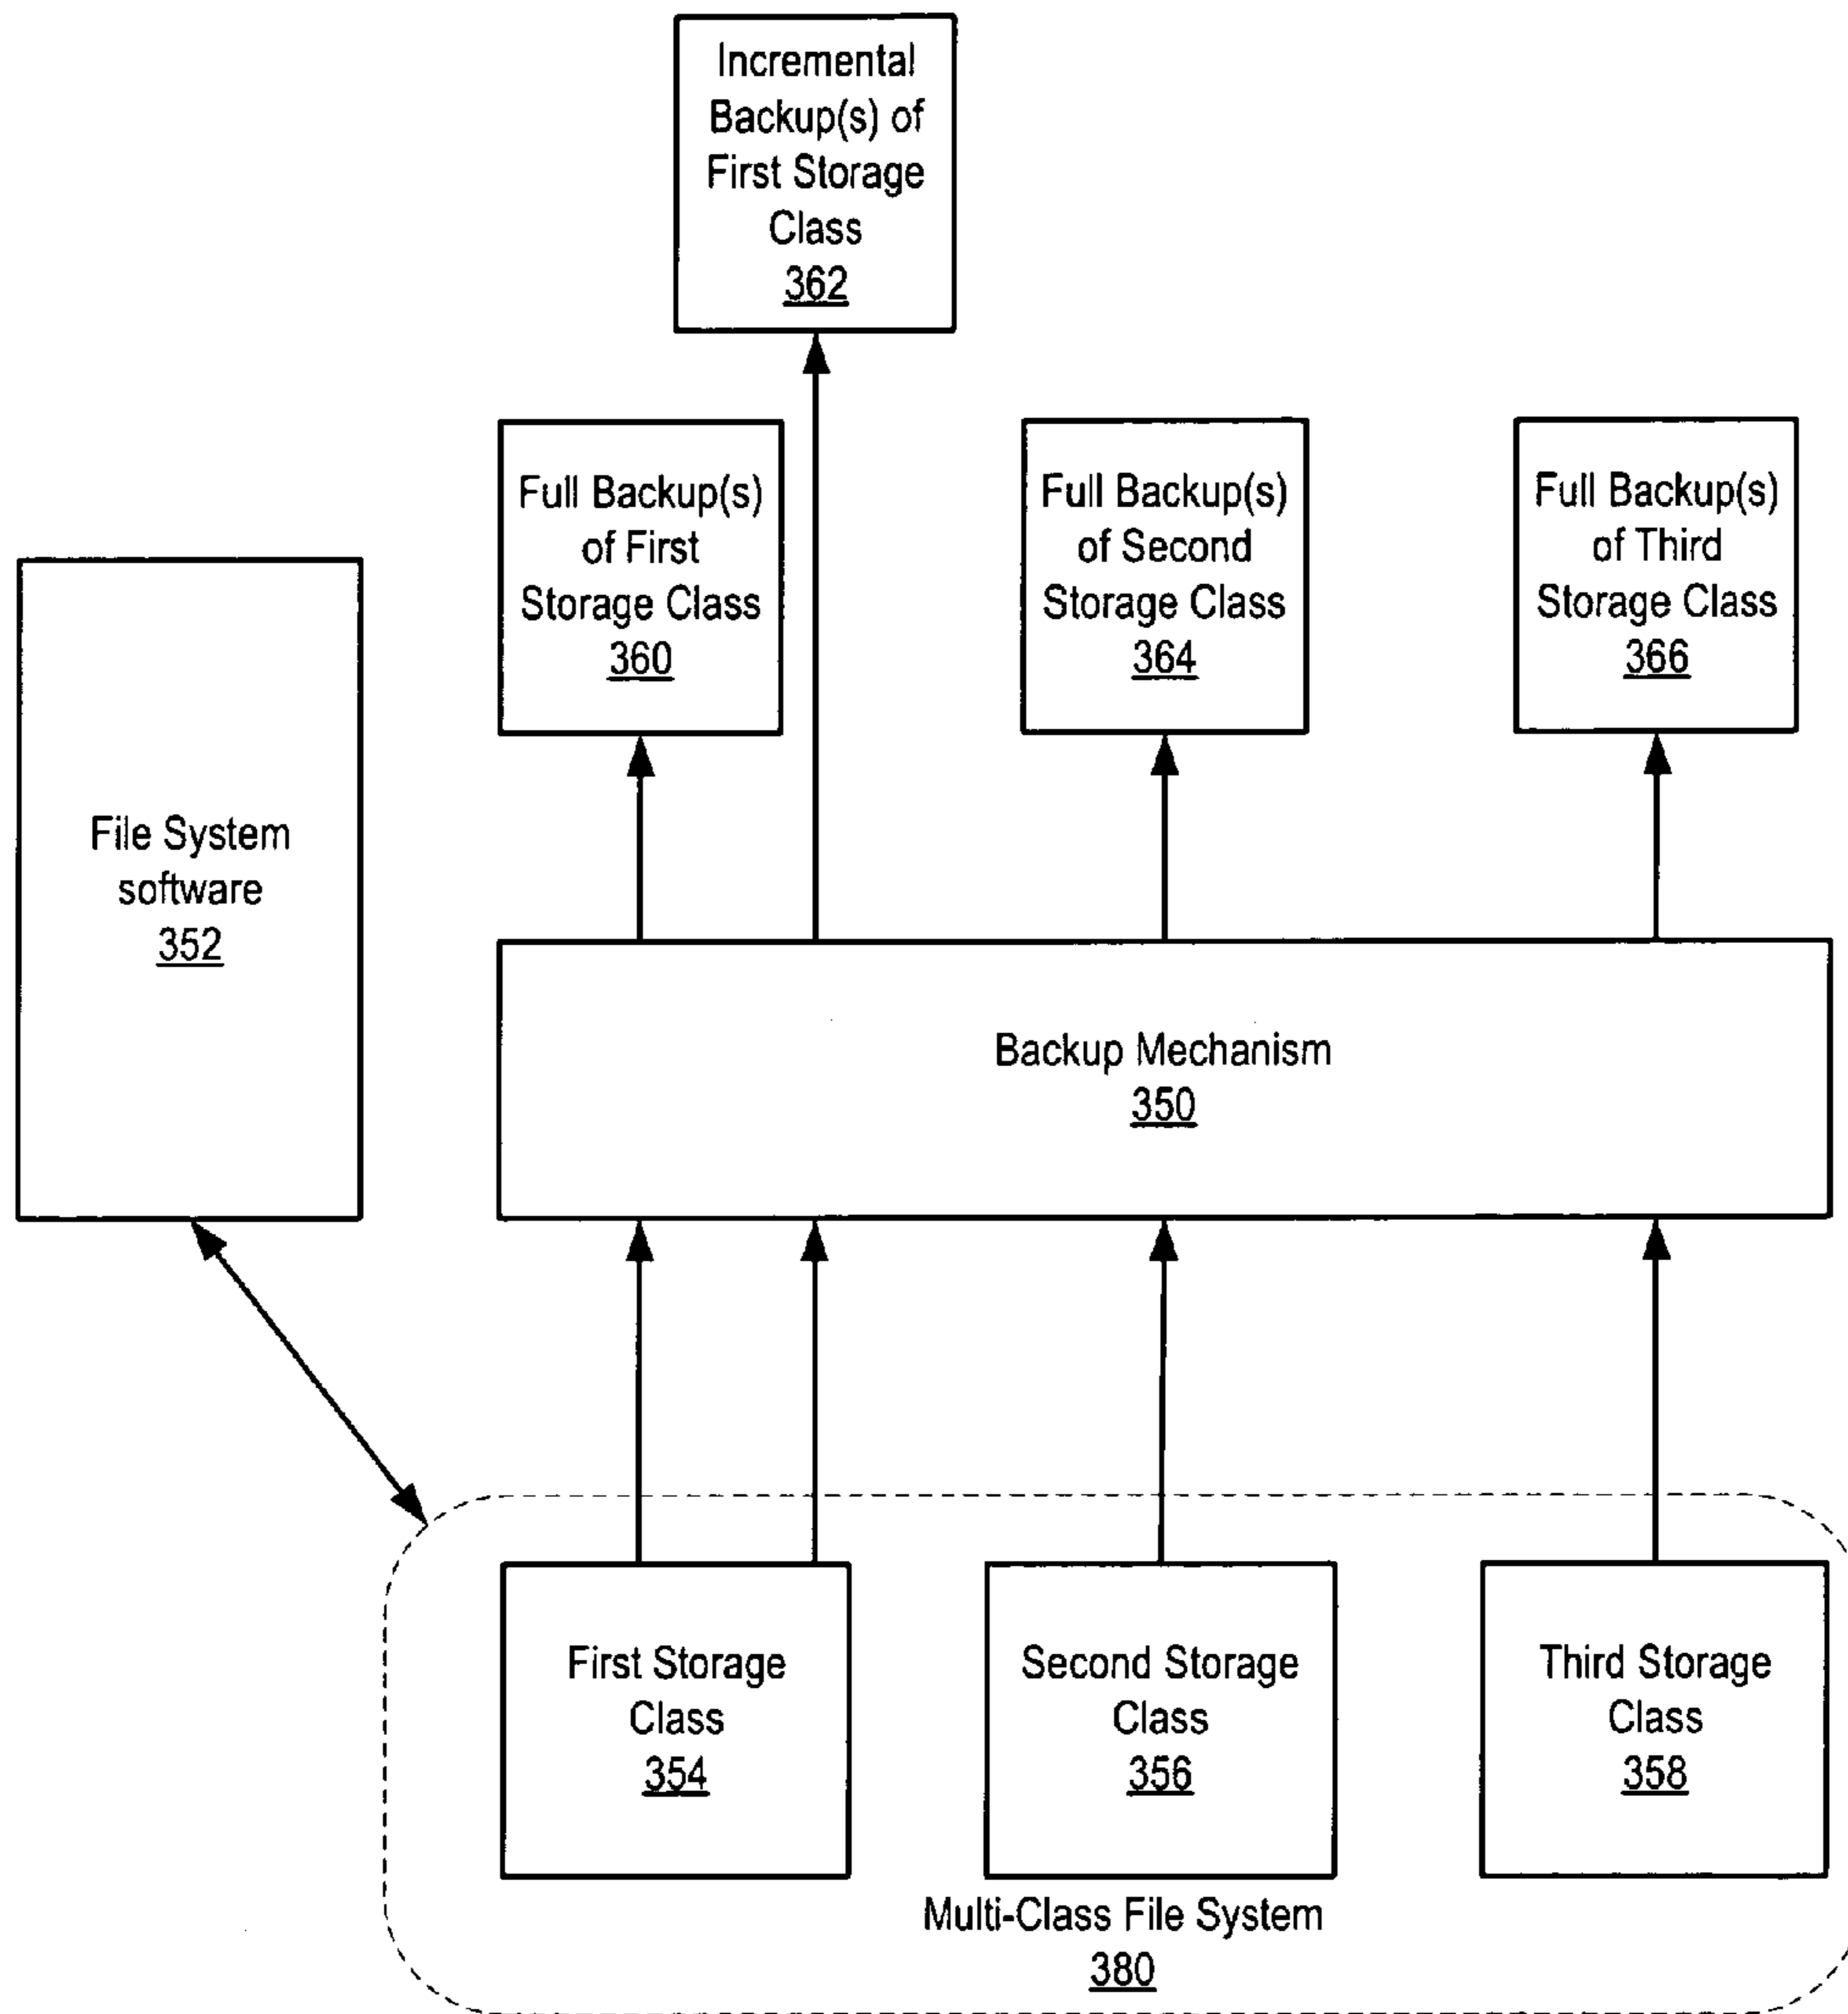 Incremental
Backup(s) of
First Storage
Class
362
Full Backup(s)
of First
Storage Class
360
Full Backup(s)
of Second
Storage Class
364
Full Backup(s)
of Third
Storage Class
366
File System
software
352
Backup Mechanism
350
First Storage
Class
354
Second Storage
Class
356
Third Storage
Class
358
Multi-Class File System
380